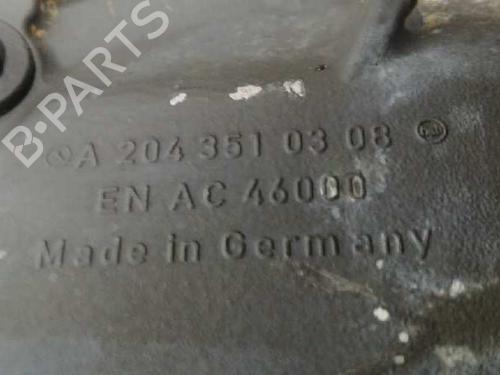 B-PARTS
A 204 351 03 08
EN AC 46000
Made in Germany